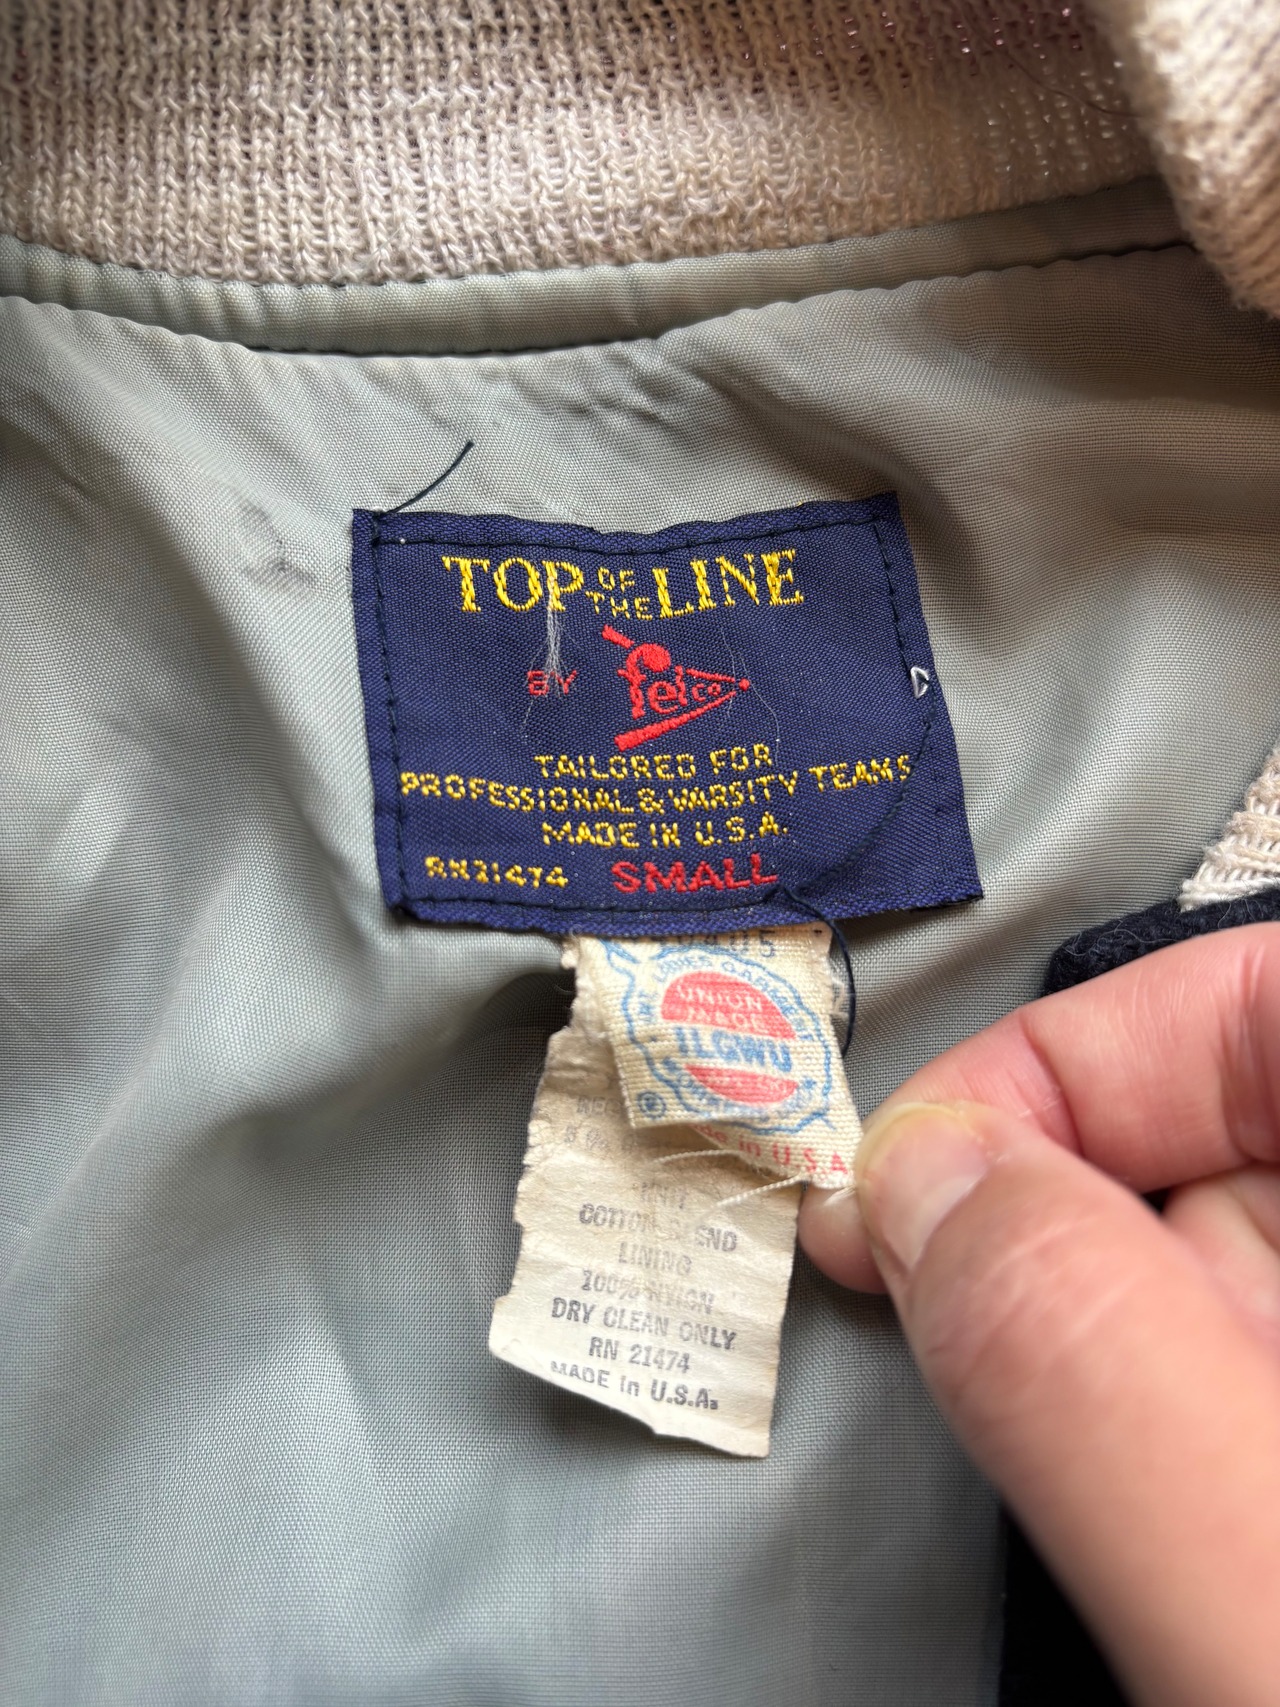 TOP OF THE LINE
BY felco
TAILORED FOR
PROFESSIONAL & VARSITY TEAMS
MADE IN U.S.A.
RN21474 SMALL
UNION
MADE
ILGWU
®
in U.S.A
KNIT
COTTON BLEND
LINING
100% NYLON
DRY CLEAN ONLY
RN 21474
MADE in U.S.A.